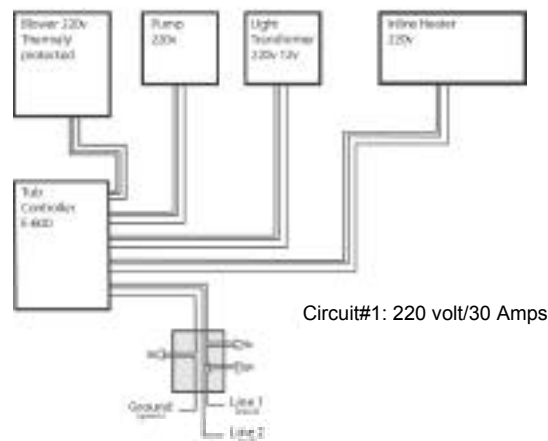 Blower 220v
Thermally
protected
Pump
220v
Light
Transformer
220v 12v
Inline Heater
220v
Tub
Controller
Circuit#1: 220 volt/30 Amps
Ground
Line 1
Line 2